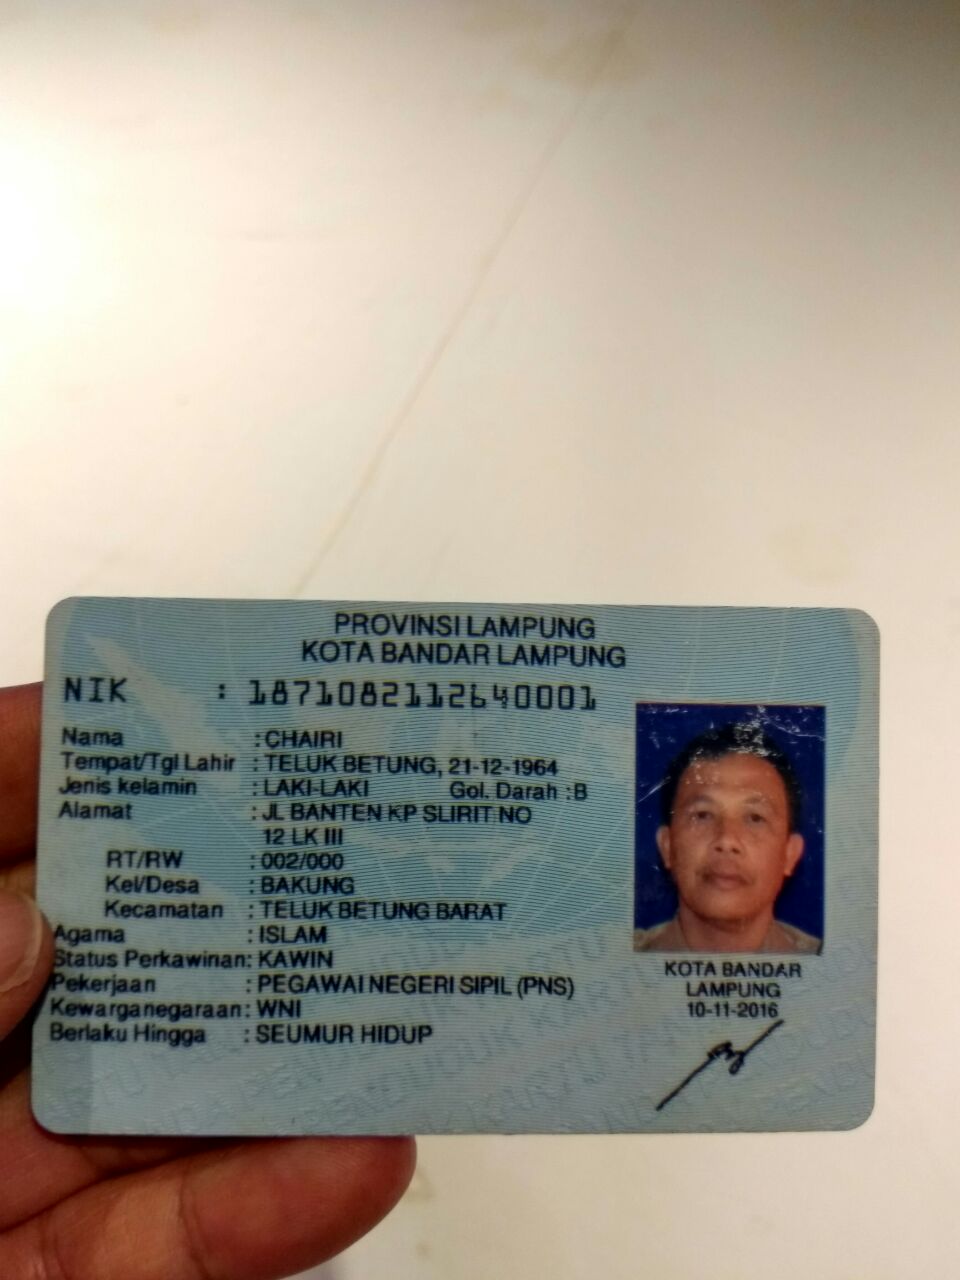 PROVINSI LAMPUNG
KOTA BANDAR LAMPUNG
NIK : 1871082112640001
Nama : CHAIRI
Tempat/Tgl Lahir : TELUK BETUNG, 21-12-1964
Jenis kelamin : LAKI-LAKI Gol. Darah : B
Alamat : JL BANTEN KP SLIRIT NO
12 LK III
RT/RW : 002/000
Kel/Desa : BAKUNG
Kecamatan : TELUK BETUNG BARAT
Agama : ISLAM
Status Perkawinan: KAWIN
Pekerjaan : PEGAWAI NEGERI SIPIL (PNS)
Kewarganegaraan : WNI
Berlaku Hingga : SEUMUR HIDUP
KOTA BANDAR
LAMPUNG
10-11-2016